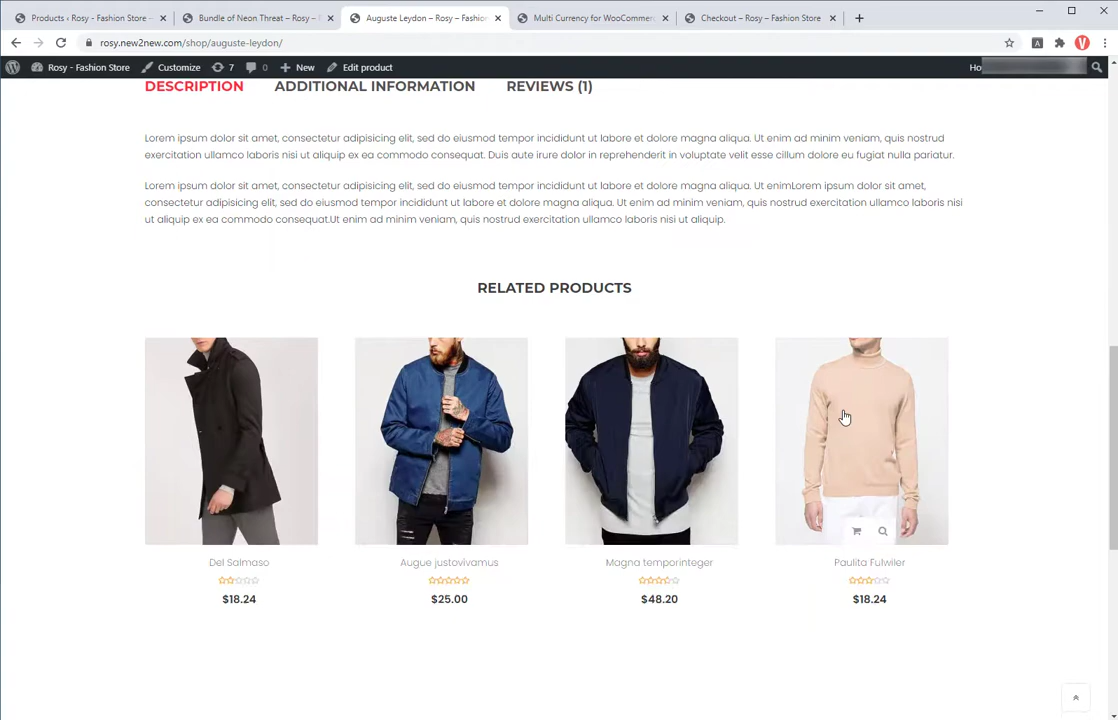 Products ‹ Rosy – Fashion Store —
Bundle of Neon Threat – Rosy – F
Auguste Leydon – Rosy – Fashion
Multi Currency for WooCommerc
Checkout – Rosy – Fashion Store
rosy.new2new.com/shop/auguste-leydon/
Rosy - Fashion Store
Customize
7
0
New
Edit product
Ho
DESCRIPTION
ADDITIONAL INFORMATION
REVIEWS (1)
Lorem ipsum dolor sit amet, consectetur adipisicing elit, sed do eiusmod tempor incididunt ut labore et dolore magna aliqua. Ut enim ad minim veniam, quis nostrud
exercitation ullamco laboris nisi ut aliquip ex ea commodo consequat. Duis aute irure dolor in reprehenderit in voluptate velit esse cillum dolore eu fugiat nulla pariatur.
Lorem ipsum dolor sit amet, consectetur adipisicing elit, sed do eiusmod tempor incididunt ut labore et dolore magna aliqua. Ut enimLorem ipsum dolor sit amet,
consectetur adipisicing elit, sed do eiusmod tempor incididunt ut labore et dolore magna aliqua. Ut enim ad minim veniam, quis nostrud exercitation ullamco laboris nisi
ut aliquip ex ea commodo consequat.Ut enim ad minim veniam, quis nostrud exercitation ullamco laboris nisi ut aliquip.
RELATED PRODUCTS
Del Salmaso
Augue justovivamus
Magna temporinteger
Paulita Fulwiler
$18.24
$25.00
$48.20
$18.24